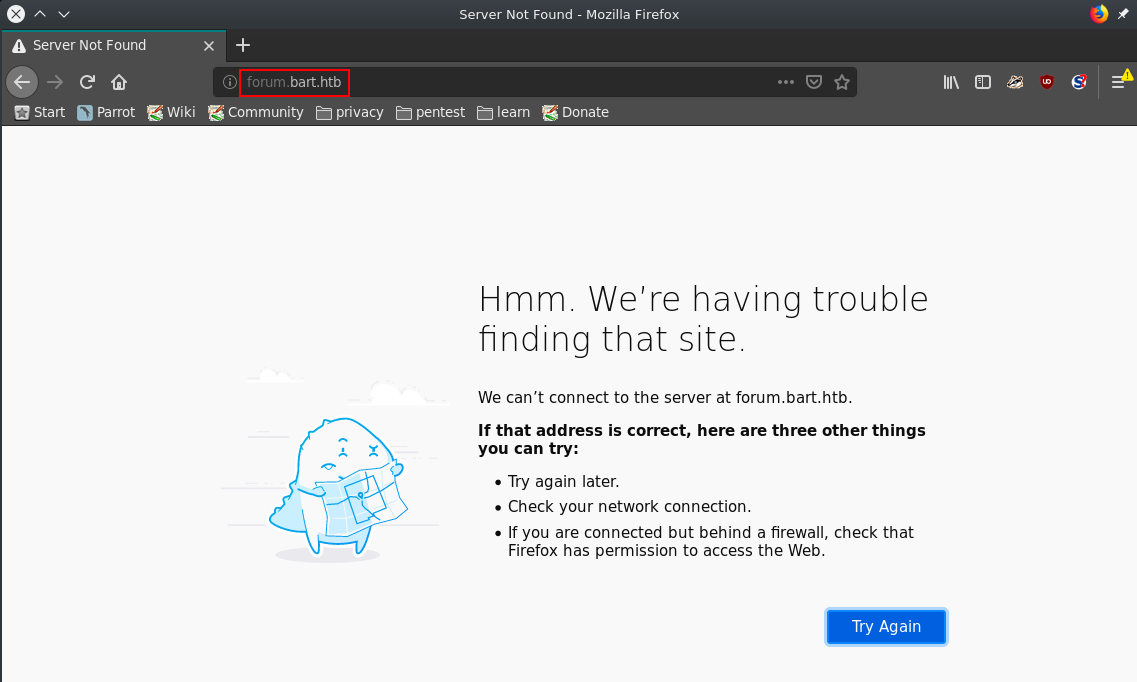 Server Not Found - Mozilla Firefox
Server Not Found
forum.bart.htb
Start Parrot Wiki Community privacy pentest learn Donate
Hmm. We're having trouble
finding that site.
We can’t connect to the server at forum.bart.htb.
If that address is correct, here are three other things
you can try:
• Try again later.
• Check your network connection.
• If you are connected but behind a firewall, check that
Firefox has permission to access the Web.
Try Again